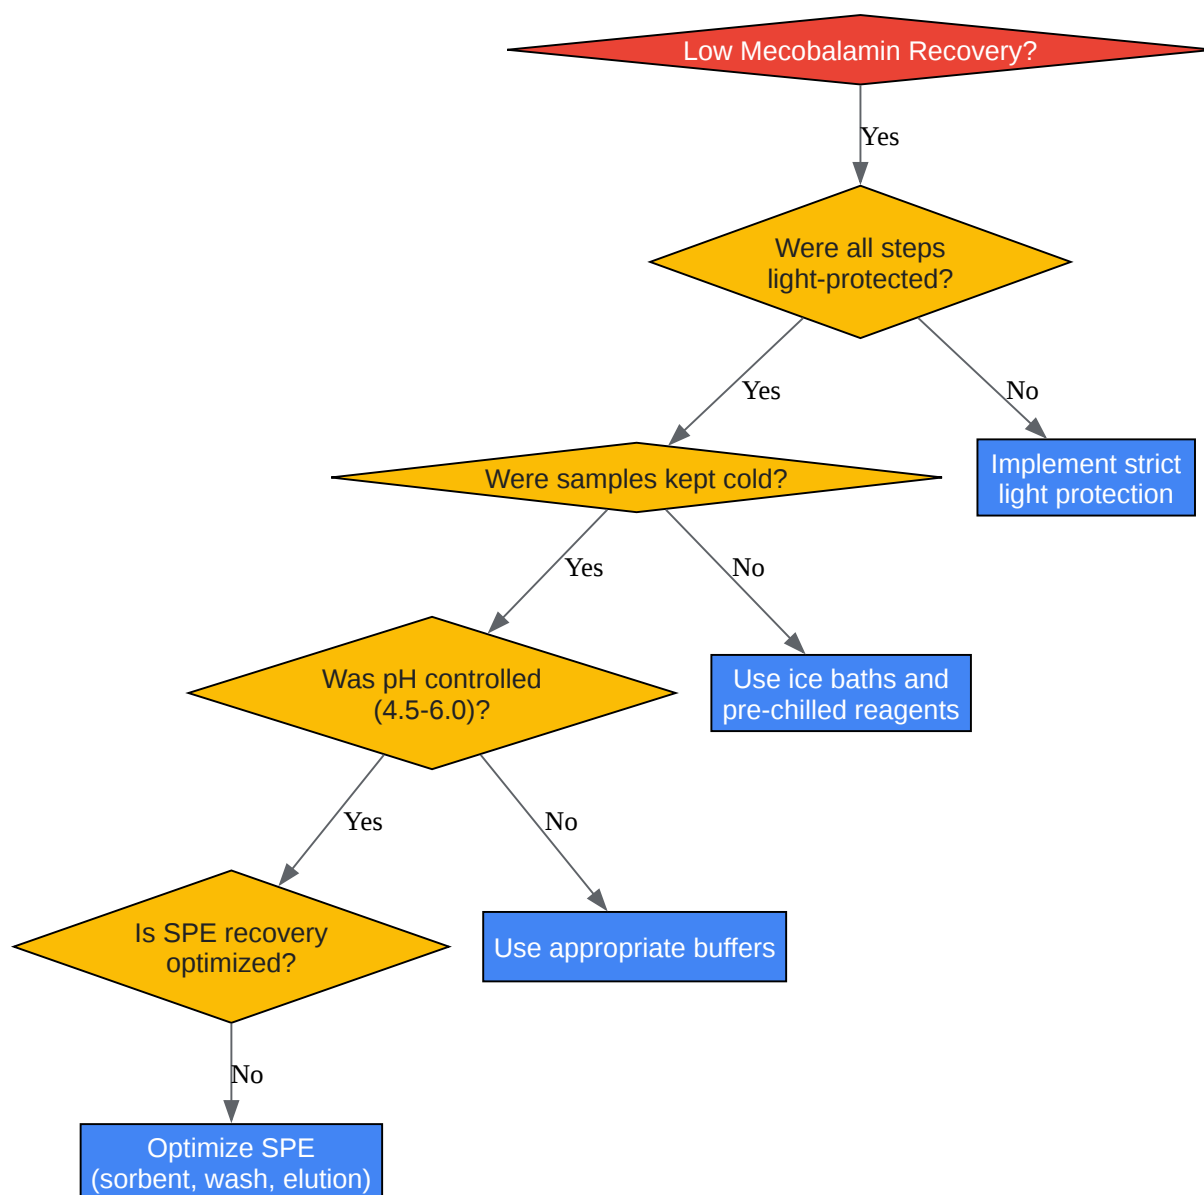 Low Mecobalamin Recovery?
Yes
Were all steps
light-protected?
Yes
No
Implement strict
light protection
Were samples kept cold?
Yes
No
Use ice baths and
pre-chilled reagents
Was pH controlled
(4.5-6.0)?
Yes
No
Use appropriate buffers
Is SPE recovery
optimized?
No
Optimize SPE
(sorbent, wash, elution)